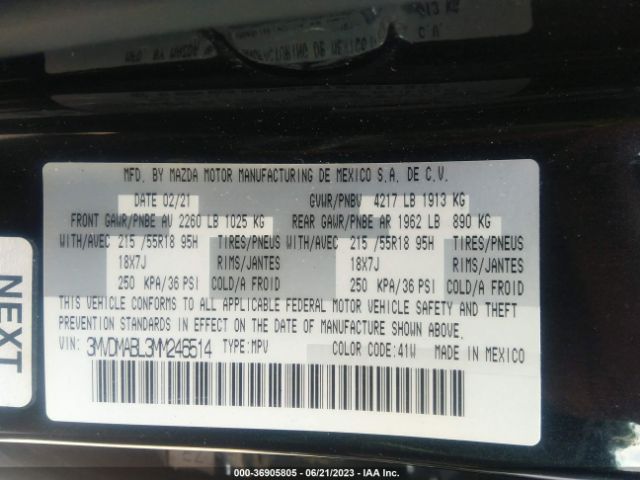 MFD. BY MAZDA MOTOR MANUFACTURING DE MEXICO S.A. DE C.V.
DATE 02/21 GVWR/PNBV 4217 LB 1913 KG
FRONT GAWR/PNBE AV 2260 LB 1025 KG REAR GAWR/PNBE AR 1962 LB 890 KG
WITH/AVEC 215 /55R18 95H TIRES/PNEUS WITH/AVEC 215 /55R18 95H TIRES/PNEUS
18X7J RIMS/JANTES 18X7J RIMS/JANTES
250 KPA/36 PSI COLD/A FROID 250 KPA/36 PSI COLD/A FROID
THIS VEHICLE CONFORMS TO ALL APPLICABLE FEDERAL MOTOR VEHICLE SAFETY AND THEFT
PREVENTION STANDARDS IN EFFECT ON THE DATE OF MANUFACTURE SHOWN ABOVE.
VIN: 3MVDMABL3MM246514 TYPE:MPV COLOR CODE:41W MADE IN MEXICO
NEXT
000-36905805 - 06/21/2023 - IAA Inc.